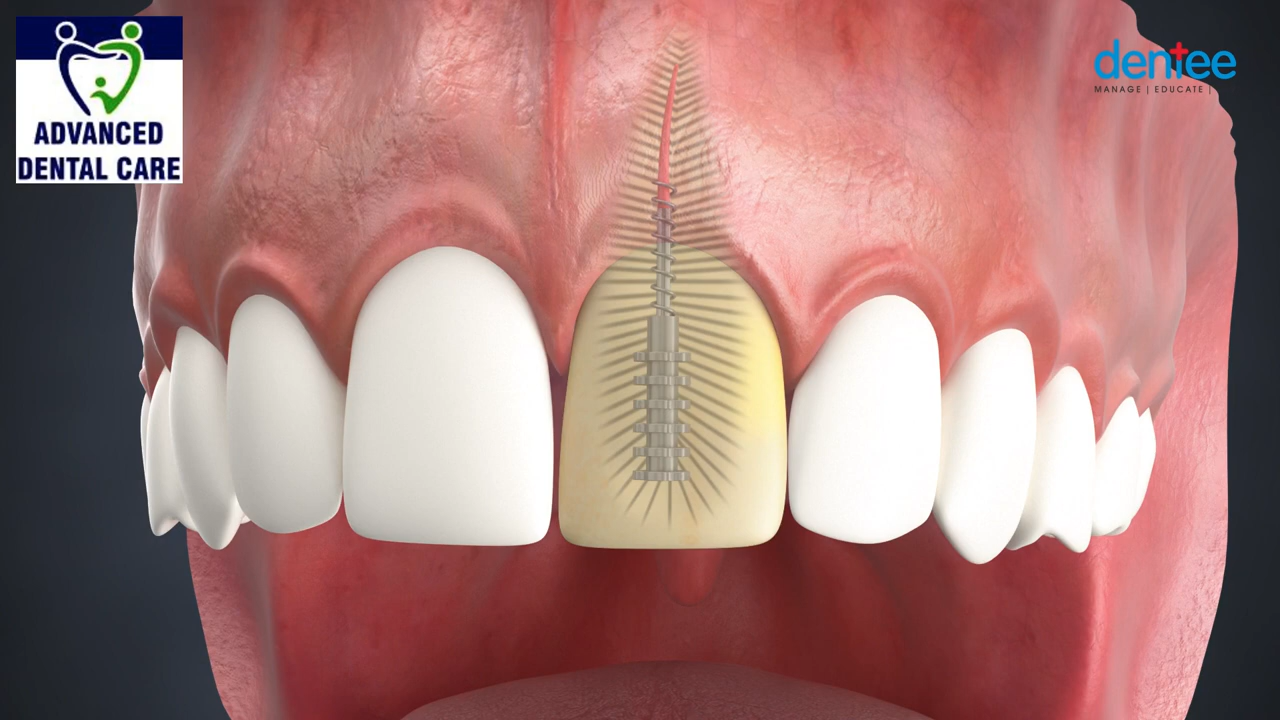 ADVANCED
DENTAL CARE
dentee
MANAGE | EDUCATE |